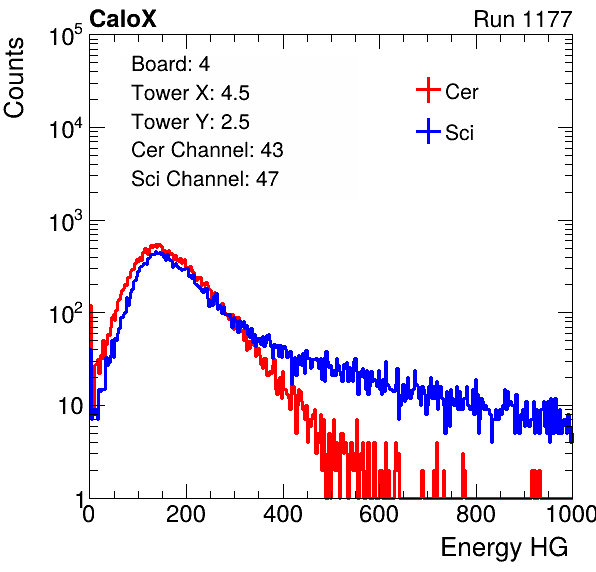 CaloX Run 1177
Counts
Board: 4
Tower X: 4.5
Tower Y: 2.5
Cer Channel: 43
Sci Channel: 47
Cer
Sci
10^5
10^4
10^3
10^2
10
1
0 200 400 600 800 1000
Energy HG